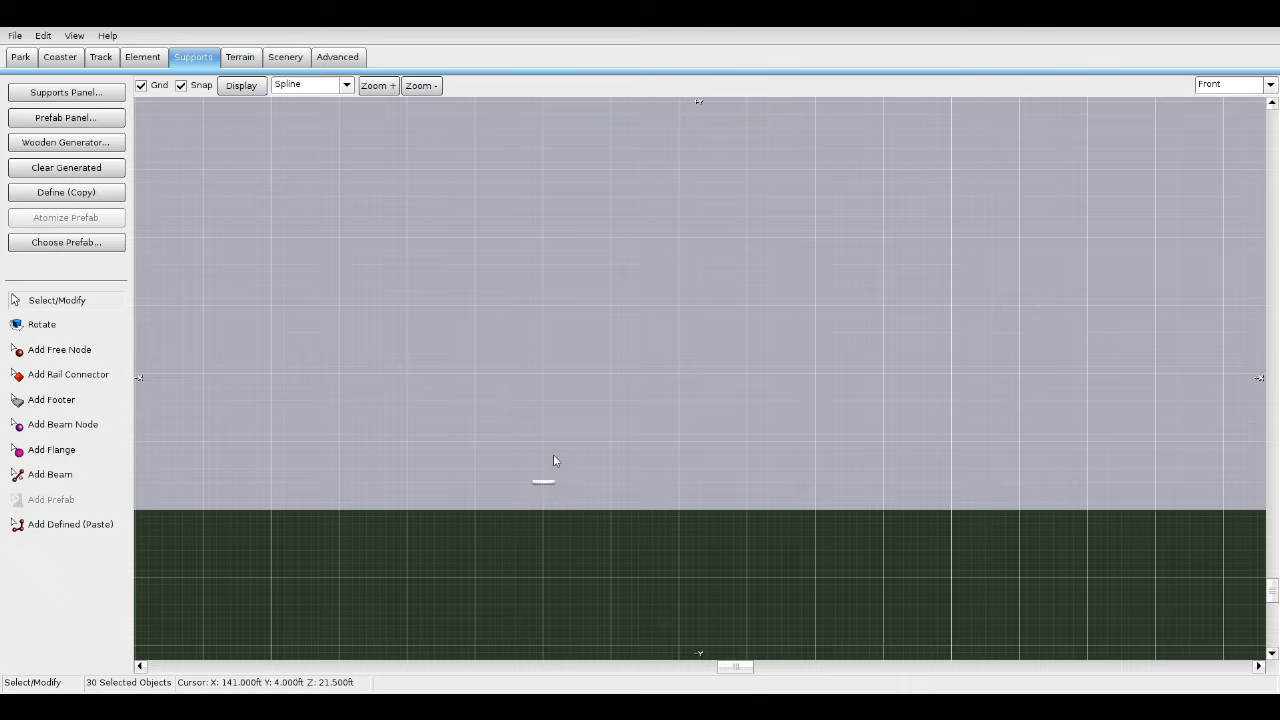 File Edit View Help
Park Coaster Track Element Supports Terrain Scenery Advanced
Grid Snap Display Spline Zoom + Zoom - Front
Supports Panel...
Prefab Panel...
Wooden Generator...
Clear Generated
Define (Copy)
Atomize Prefab
Choose Prefab...
Select/Modify
Rotate
Add Free Node
Add Rail Connector
Add Footer
Add Beam Node
Add Flange
Add Beam
Add Prefab
Add Defined (Paste)
Select/Modify 30 Selected Objects Cursor: X: 141.000ft Y: 4.000ft Z: 21.500ft